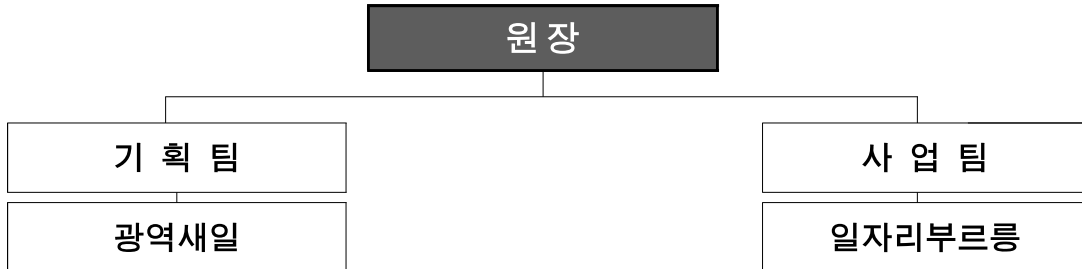 원장
기 획 팀
사 업 팀
광역새일
일자리부르릉